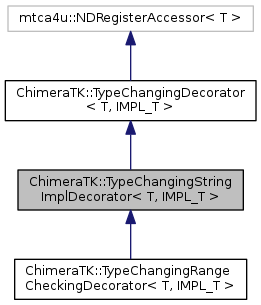 mtca4u::NDRegisterAccessor< T >
ChimeraTK::TypeChangingDecorator
< T, IMPL_T >
ChimeraTK::TypeChangingString
ImplDecorator< T, IMPL_T >
ChimeraTK::TypeChangingRange
CheckingDecorator< T, IMPL_T >